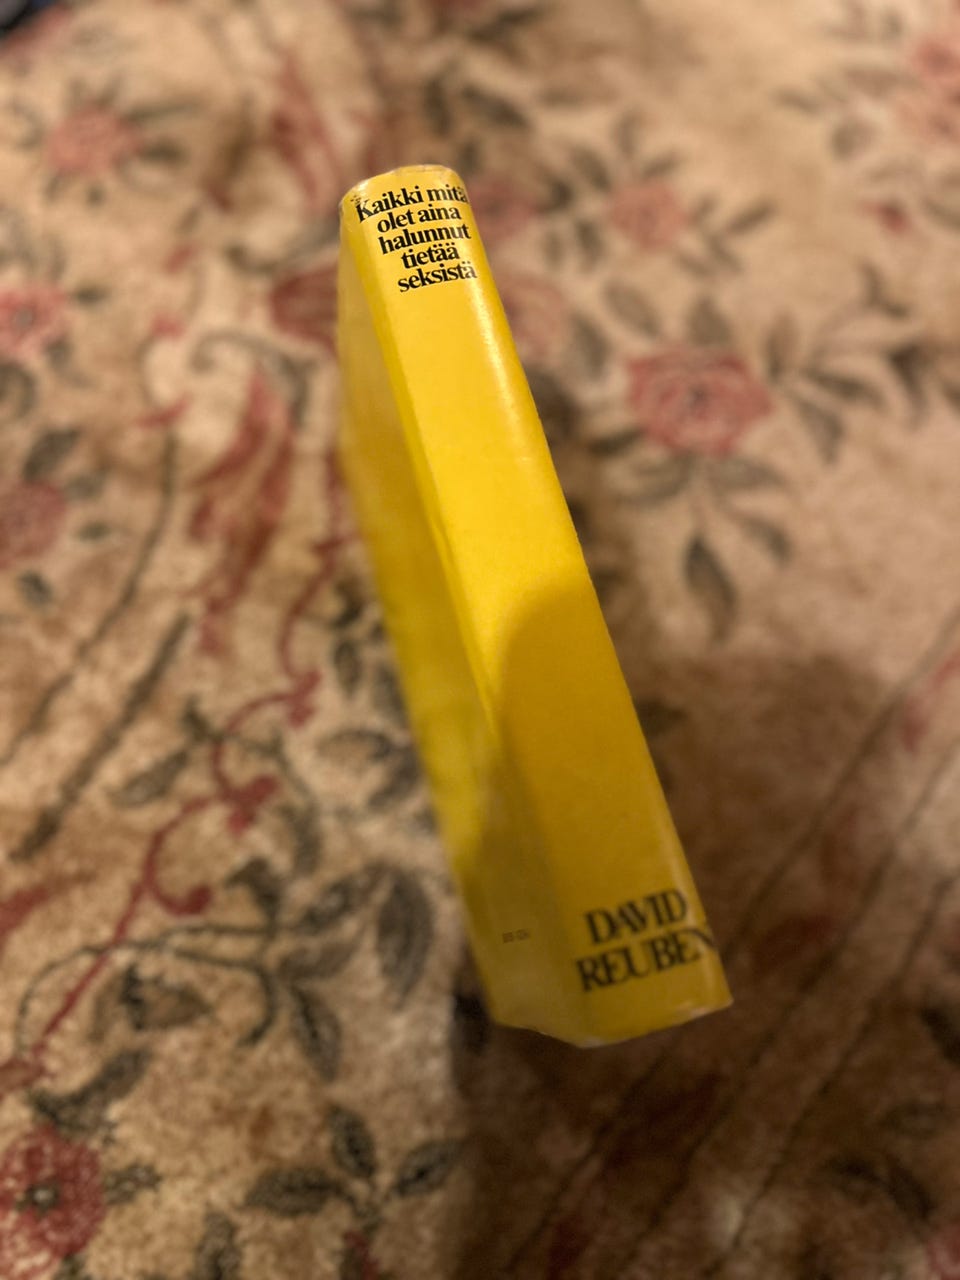 Kaikki mitä
olet aina
halunnut
tietää
seksistä
DAVID
REUBEN